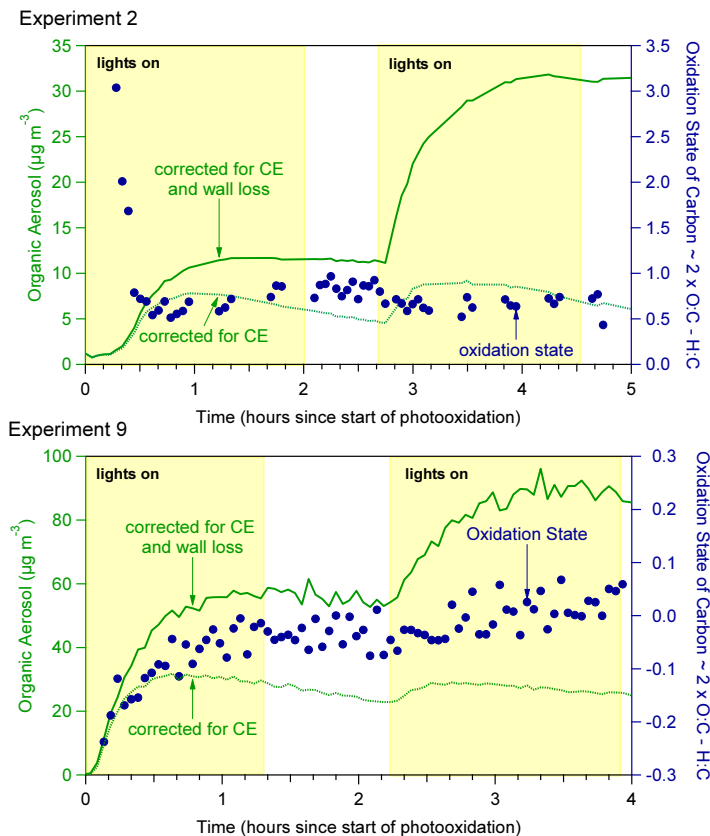 Experiment 2
lights on
lights on
corrected for CE
and wall loss
corrected for CE
oxidation state
Organic Aerosol (µg m-3)
35
30
25
20
15
10
5
0
Oxidation State of Carbon ~ 2 x O:C - H:C
3.5
3.0
2.5
2.0
1.5
1.0
0.5
0.0
0
1
2
3
4
5
Time (hours since start of photooxidation)
Experiment 9
lights on
lights on
corrected for CE
and wall loss
Oxidation State
corrected for CE
Organic Aerosol (µg m-3)
100
80
60
40
20
0
Oxidation State of Carbon ~ 2 x O:C - H:C
0.3
0.2
0.1
0.0
-0.1
-0.2
-0.3
0
1
2
3
4
Time (hours since start of photooxidation)